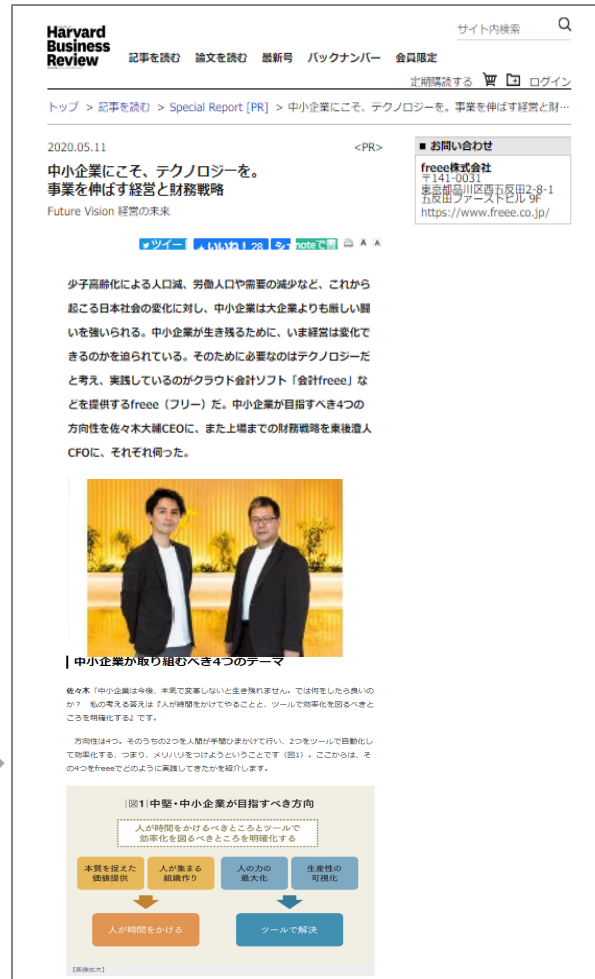 Harvard
Business
Review
サイト内検索
記事を読む 論文を読む 最新号 バックナンバー 会員限定
定期購読する ログイン
トップ > 記事を読む > Special Report [PR] > 中小企業にこそ、テクノロジーを。事業を伸ばす経営と財…
2020.05.11 <PR>
中小企業にこそ、テクノロジーを。
事業を伸ばす経営と財務戦略
Future Vision 経営の未来
ツイー
いいね! 28
シェ
noteで書
A A
■ お問い合わせ
freee株式会社
〒141-0031
東京都品川区西五反田2-8-1
五反田ファーストビル 9F
https://www.freee.co.jp/
少子高齢化による人口減、労働人口や需要の減少など、これから
起こる日本社会の変化に対し、中小企業は大企業よりも厳しい闘
いを強いられる。中小企業が生き残るために、いま経営は変化で
きるのかを迫られている。そのために必要なのはテクノロジーだ
と考え、実践しているのがクラウド会計ソフト「会計freee」な
どを提供するfreee（フリー）だ。中小企業が目指すべき4つの
方向性を佐々木大輔CEOに、また上場までの財務戦略を東後澄人
CFOに、それぞれ伺った。
中小企業が取り組むべき4つのテーマ
佐々木「中小企業は今後、本気で変革しないと生き残れません。では何をしたら良いの
か？ 私の考える答えは『人が時間をかけてやることと、ツールで効率化を図るべきと
ころを明確化する』です。
方向性は4つ。そのうちの2つを人間が手間ひまかけて行い、2つをツールで自動化し
て効率化する、つまり、メリハリをつけようということです（図1）。ここからは、そ
の4つをfreeeでどのように実践してきたかを紹介します。
|図1| 中堅・中小企業が目指すべき方向
人が時間をかけるべきところとツールで
効率化を図るべきところを明確化する
本質を捉えた
価値提供
人が集まる
組織作り
人の力の
最大化
生産性の
可視化
人が時間をかける
ツールで解決
【画像拡大】